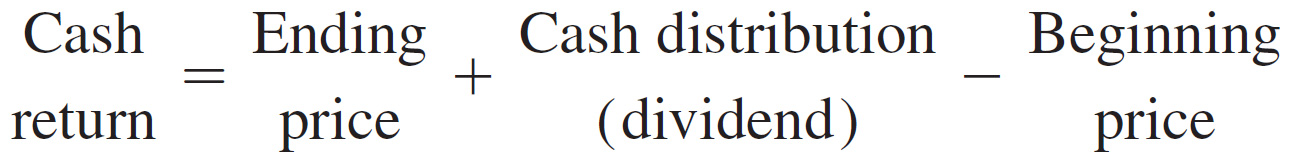 Cash return = Ending price + Cash distribution (dividend) − Beginning price